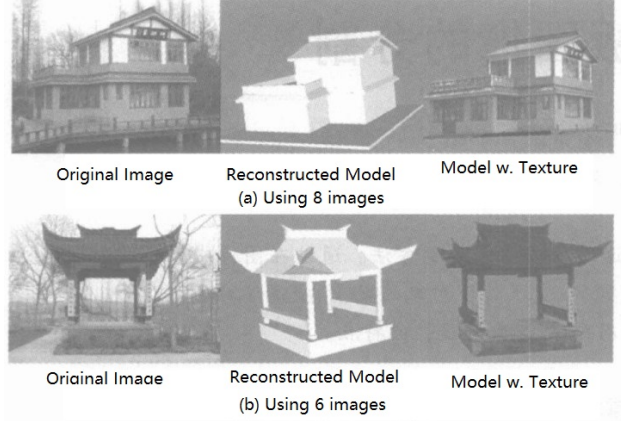 Original Image
Reconstructed Model
Model w. Texture
(a) Using 8 images
Original Image
Reconstructed Model
Model w. Texture
(b) Using 6 images